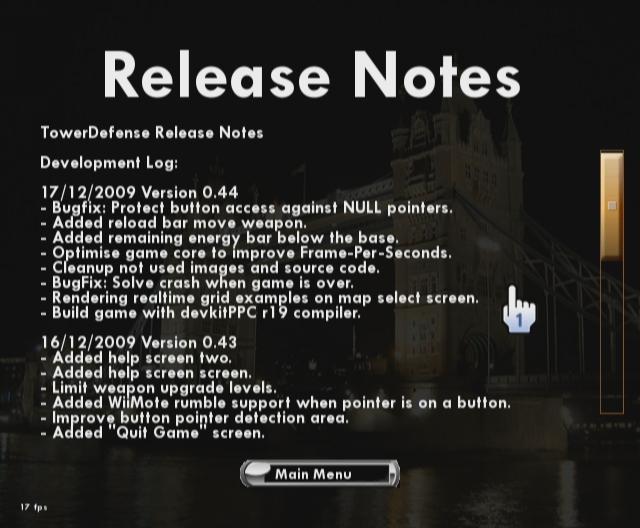 Release Notes
TowerDefense Release Notes
Development Log:
17/12/2009 Version 0.44
- Bugfix: Protect button access against NULL pointers.
- Added reload bar move weapon.
- Added remaining energy bar below the base.
- Optimise game core to improve Frame-Per-Seconds.
- Cleanup not used images and source code.
- BugFix: Solve crash when game is over.
- Rendering realtime grid examples on map select screen.
- Build game with devkitPPC r19 compiler.
16/12/2009 Version 0.43
- Added help screen two.
- Added help screen screen.
- Limit weapon upgrade levels.
- Added WiiMote rumble support when pointer is on a button.
- Improve button pointer detection area.
- Added "Quit Game" screen.
1
Main Menu
17 fps